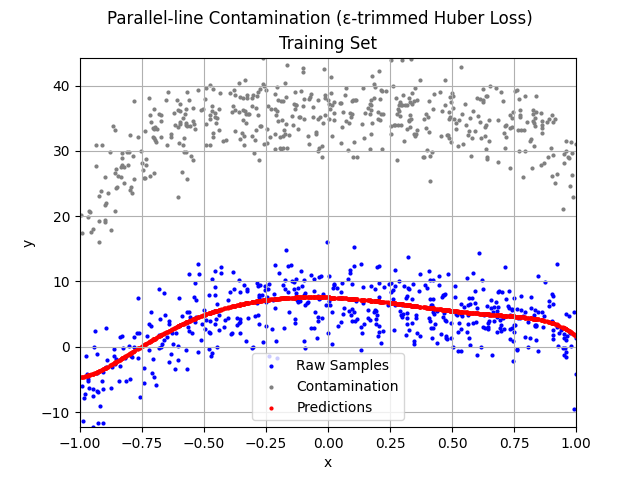 Parallel-line Contamination (ε-trimmed Huber Loss)
Training Set
y
40
30
20
10
0
−10
Raw Samples
Contamination
Predictions
−1.00 −0.75 −0.50 −0.25 0.00 0.25 0.50 0.75 1.00
x